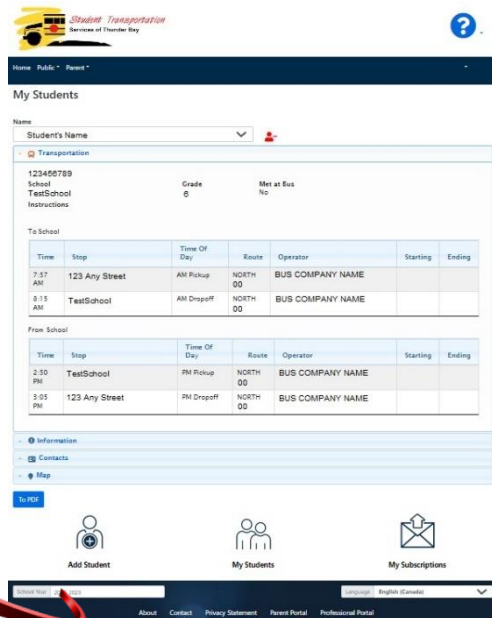 Student Transportation
Services of Thunder Bay
?
Home Public Parent
My Students
Name
Student's Name
Transportation
123456789
School Grade Met at Bus
TestSchool 6 No
Instructions
To School
Time Stop Time Of Day Route Operator Starting Ending
7:57 AM 123 Any Street AM Pickup NORTH 00 BUS COMPANY NAME
8:15 AM TestSchool AM Dropoff NORTH 00 BUS COMPANY NAME
From School
Time Stop Time Of Day Route Operator Starting Ending
2:50 PM TestSchool PM Pickup NORTH 00 BUS COMPANY NAME
3:05 PM 123 Any Street PM Dropoff NORTH 00 BUS COMPANY NAME
Information
Contacts
Map
To PDF
Add Student My Students My Subscriptions
School Year Language English (Canada)
About Contact Privacy Statement Parent Portal Professional Portal